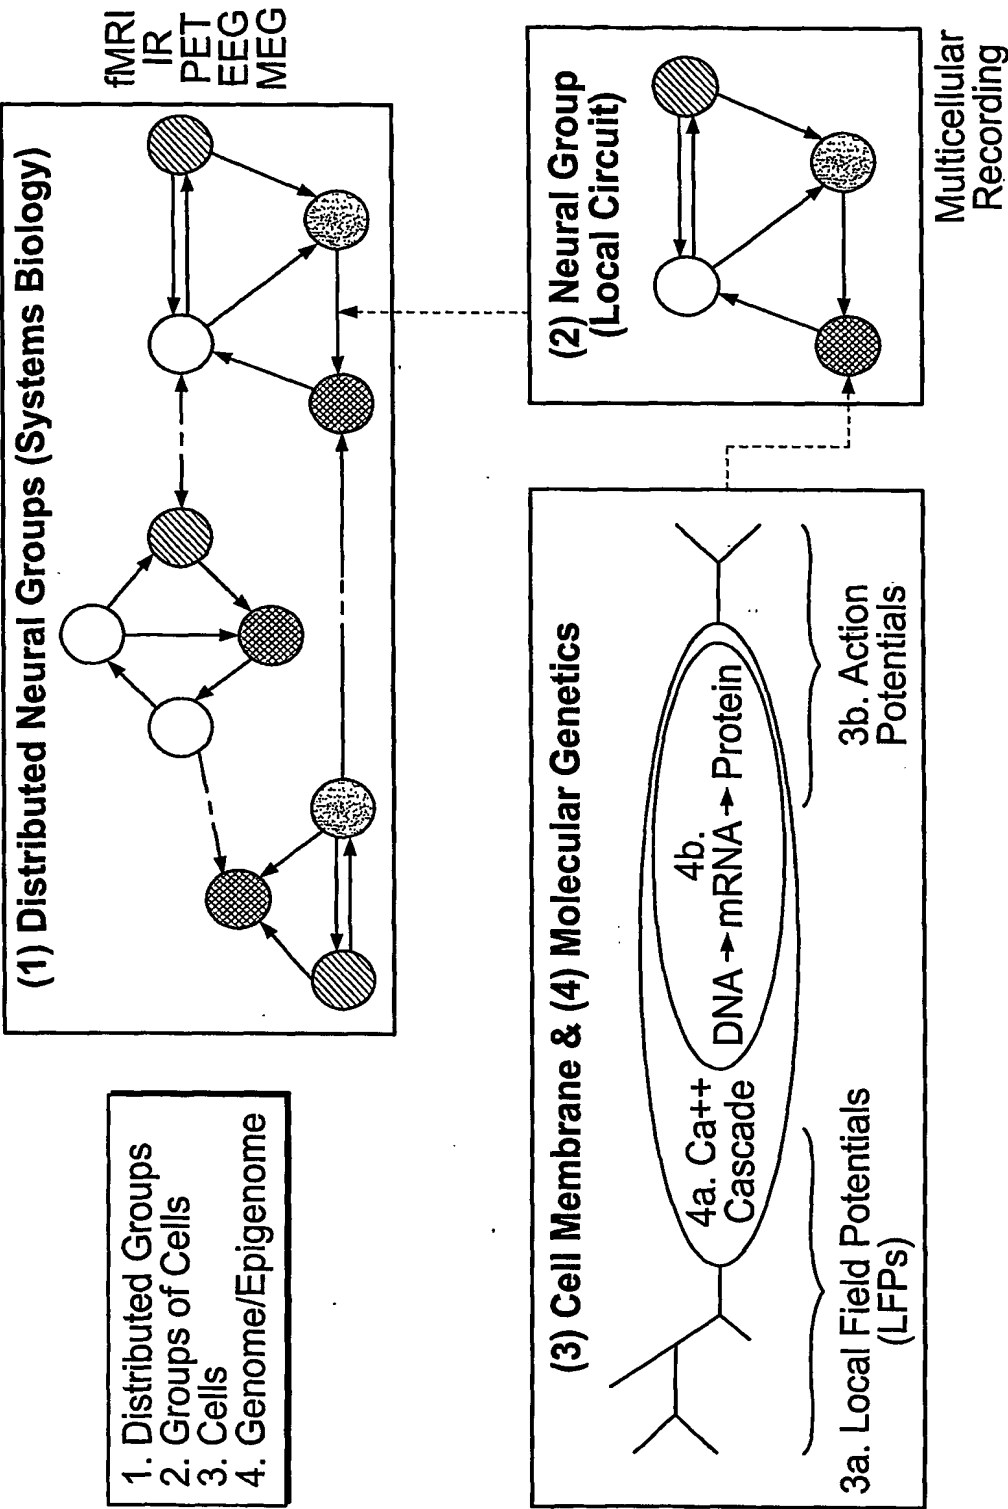 1. Distributed Groups
2. Groups of Cells
3. Cells
4. Genome/Epigenome
(1) Distributed Neural Groups (Systems Biology)
fMRI
IR
PET
EEG
MEG
(3) Cell Membrane & (4) Molecular Genetics
4a. Ca++
Cascade
4b.
DNA → mRNA → Protein
3a. Local Field Potentials
(LFPs)
3b. Action
Potentials
(2) Neural Group
(Local Circuit)
Multicellular
Recording